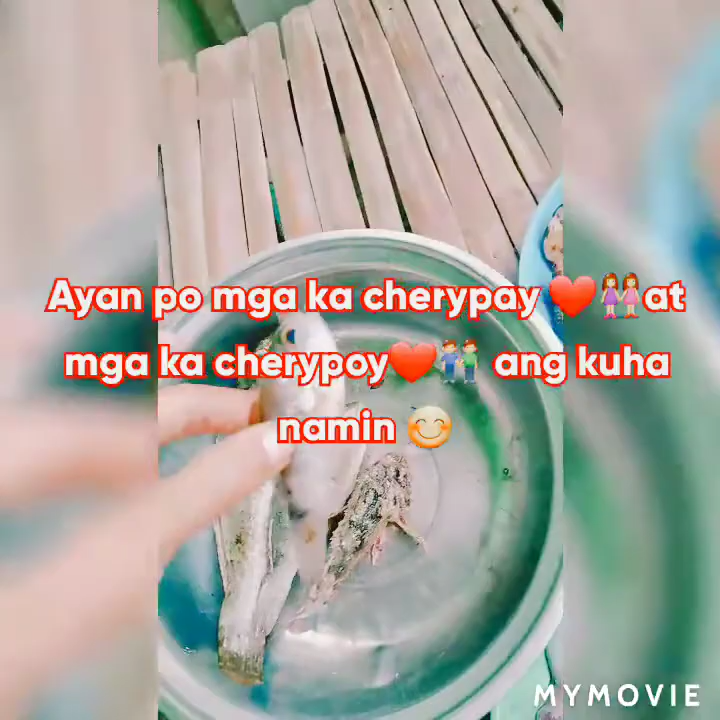 Ayan po mga ka cherypay ❤️👭at
mga ka cherypoy❤️👬 ang kuha
namin 😊
MYMOVIE